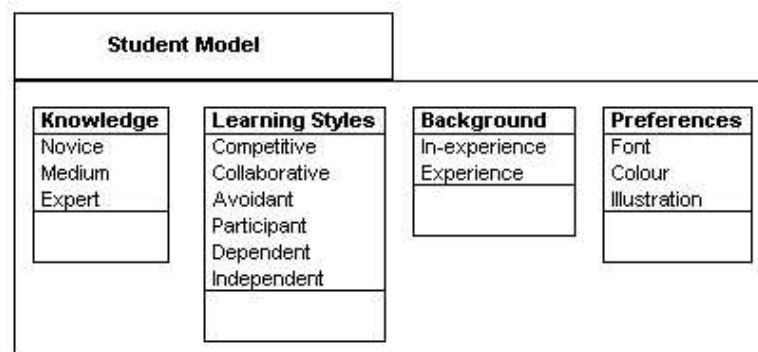 Student Model
Knowledge
Novice
Medium
Expert
Learning Styles
Competitive
Collaborative
Avoidant
Participant
Dependent
Independent
Background
In-experience
Experience
Preferences
Font
Colour
Illustration